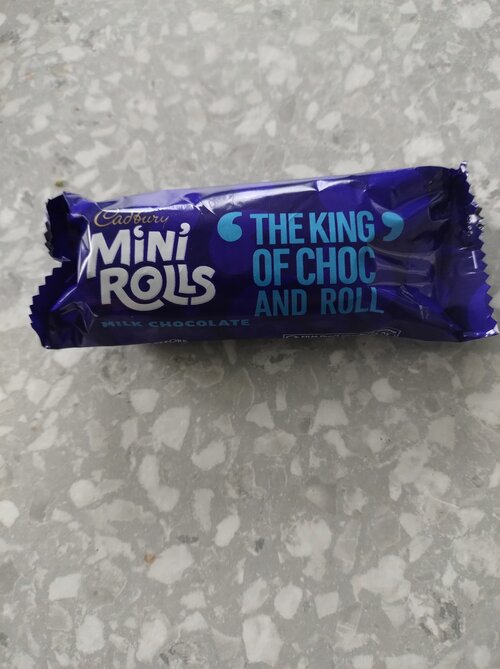 Cadbury
MiNi
ROLLS
MILK CHOCOLATE
‘THE KING’
OF CHOC
AND ROLL